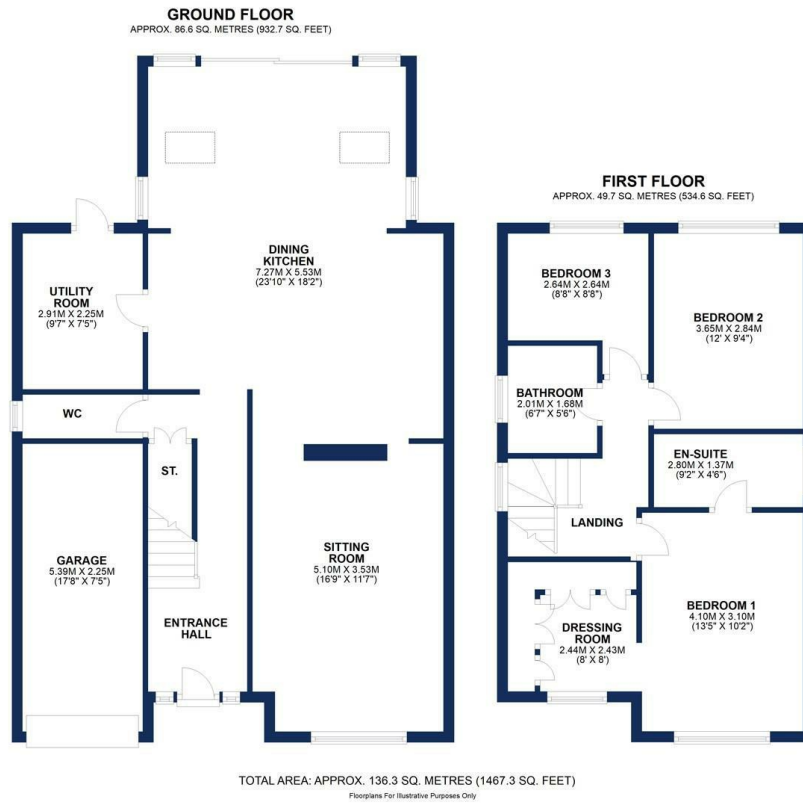 GROUND FLOOR
APPROX. 86.6 SQ. METRES (932.7 SQ. FEET)
DINING
KITCHEN
7.27M X 5.53M
(23'10" X 18'2")
UTILITY
ROOM
2.91M X 2.25M
(9'7" X 7'5")
WC
ST.
GARAGE
5.39M X 2.25M
(17'8" X 7'5")
SITTING
ROOM
5.10M X 3.53M
(16'9" X 11'7")
ENTRANCE
HALL
FIRST FLOOR
APPROX. 49.7 SQ. METRES (534.6 SQ. FEET)
BEDROOM 3
2.64M X 2.64M
(8'8" X 8'8")
BEDROOM 2
3.65M X 2.84M
(12' X 9'4")
BATHROOM
2.01M X 1.68M
(6'7" X 5'6")
EN-SUITE
2.80M X 1.37M
(9'2" X 4'6")
LANDING
BEDROOM 1
4.10M X 3.10M
(13'5" X 10'2")
DRESSING
ROOM
2.44M X 2.43M
(8' X 8')
TOTAL AREA: APPROX. 136.3 SQ. METRES (1467.3 SQ. FEET)
Floorplans For Illustrative Purposes Only